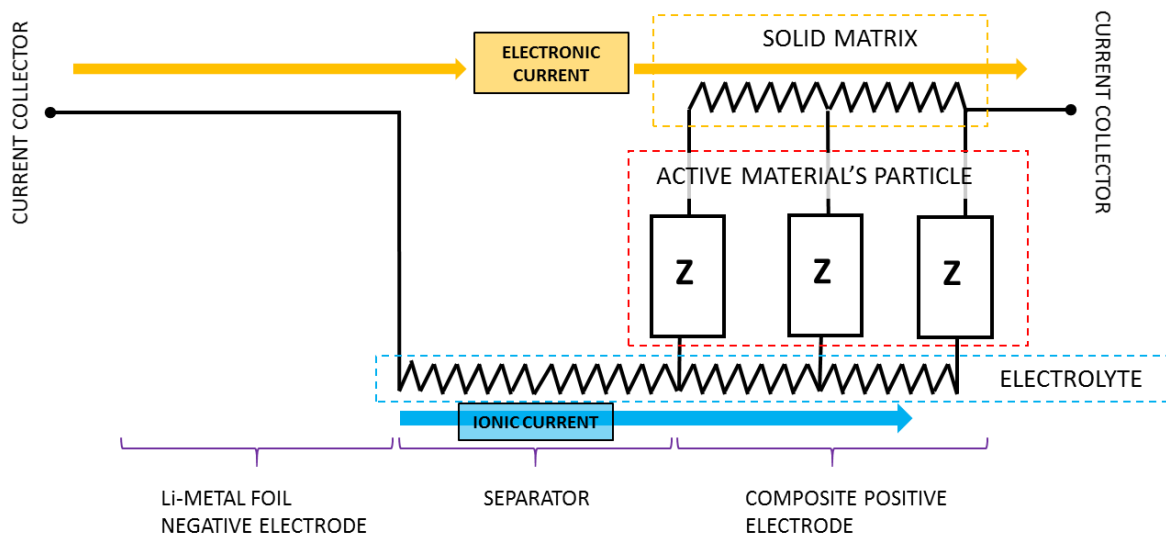 CURRENT COLLECTOR
ELECTRONIC
CURRENT
SOLID MATRIX
CURRENT COLLECTOR
ACTIVE MATERIAL'S PARTICLE
Z
Z
Z
ELECTROLYTE
IONIC CURRENT
Li-METAL FOIL
NEGATIVE ELECTRODE
SEPARATOR
COMPOSITE POSITIVE
ELECTRODE